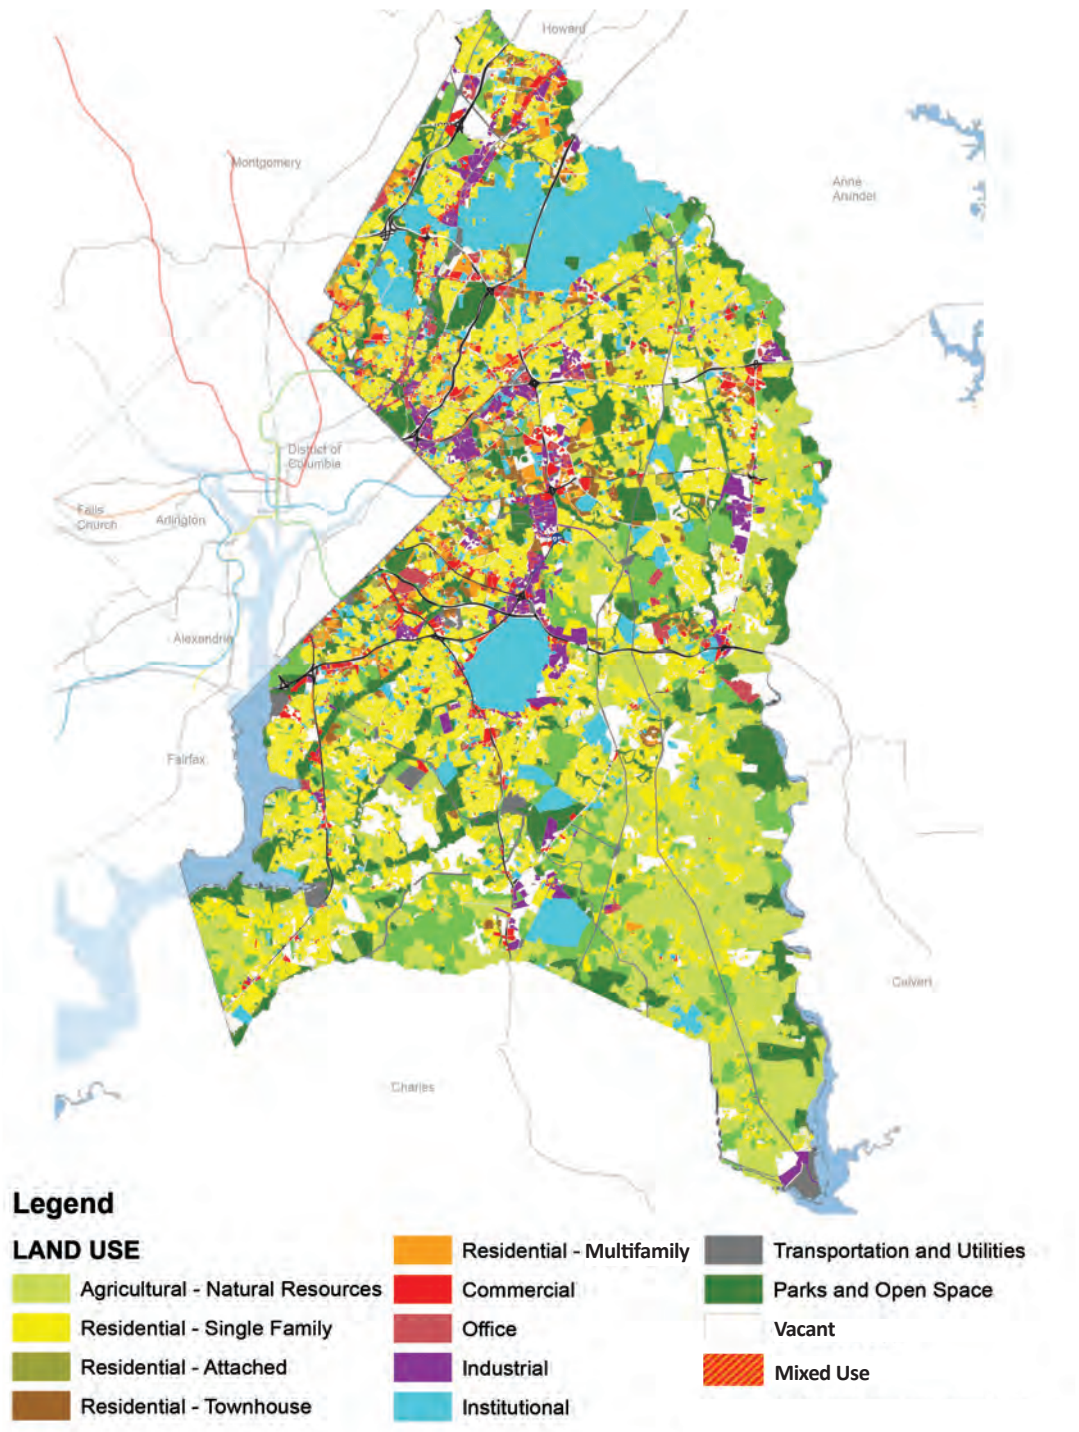 Howard
Montgomery
Anne
Arundel
District of
Columbia
Falls
Church
Arlington
Alexandria
Fairfax
Calvert
Charles
Legend
LAND USE
Agricultural - Natural Resources
Residential - Single Family
Residential - Attached
Residential - Townhouse
Residential - Multifamily
Commercial
Office
Industrial
Institutional
Transportation and Utilities
Parks and Open Space
Vacant
Mixed Use